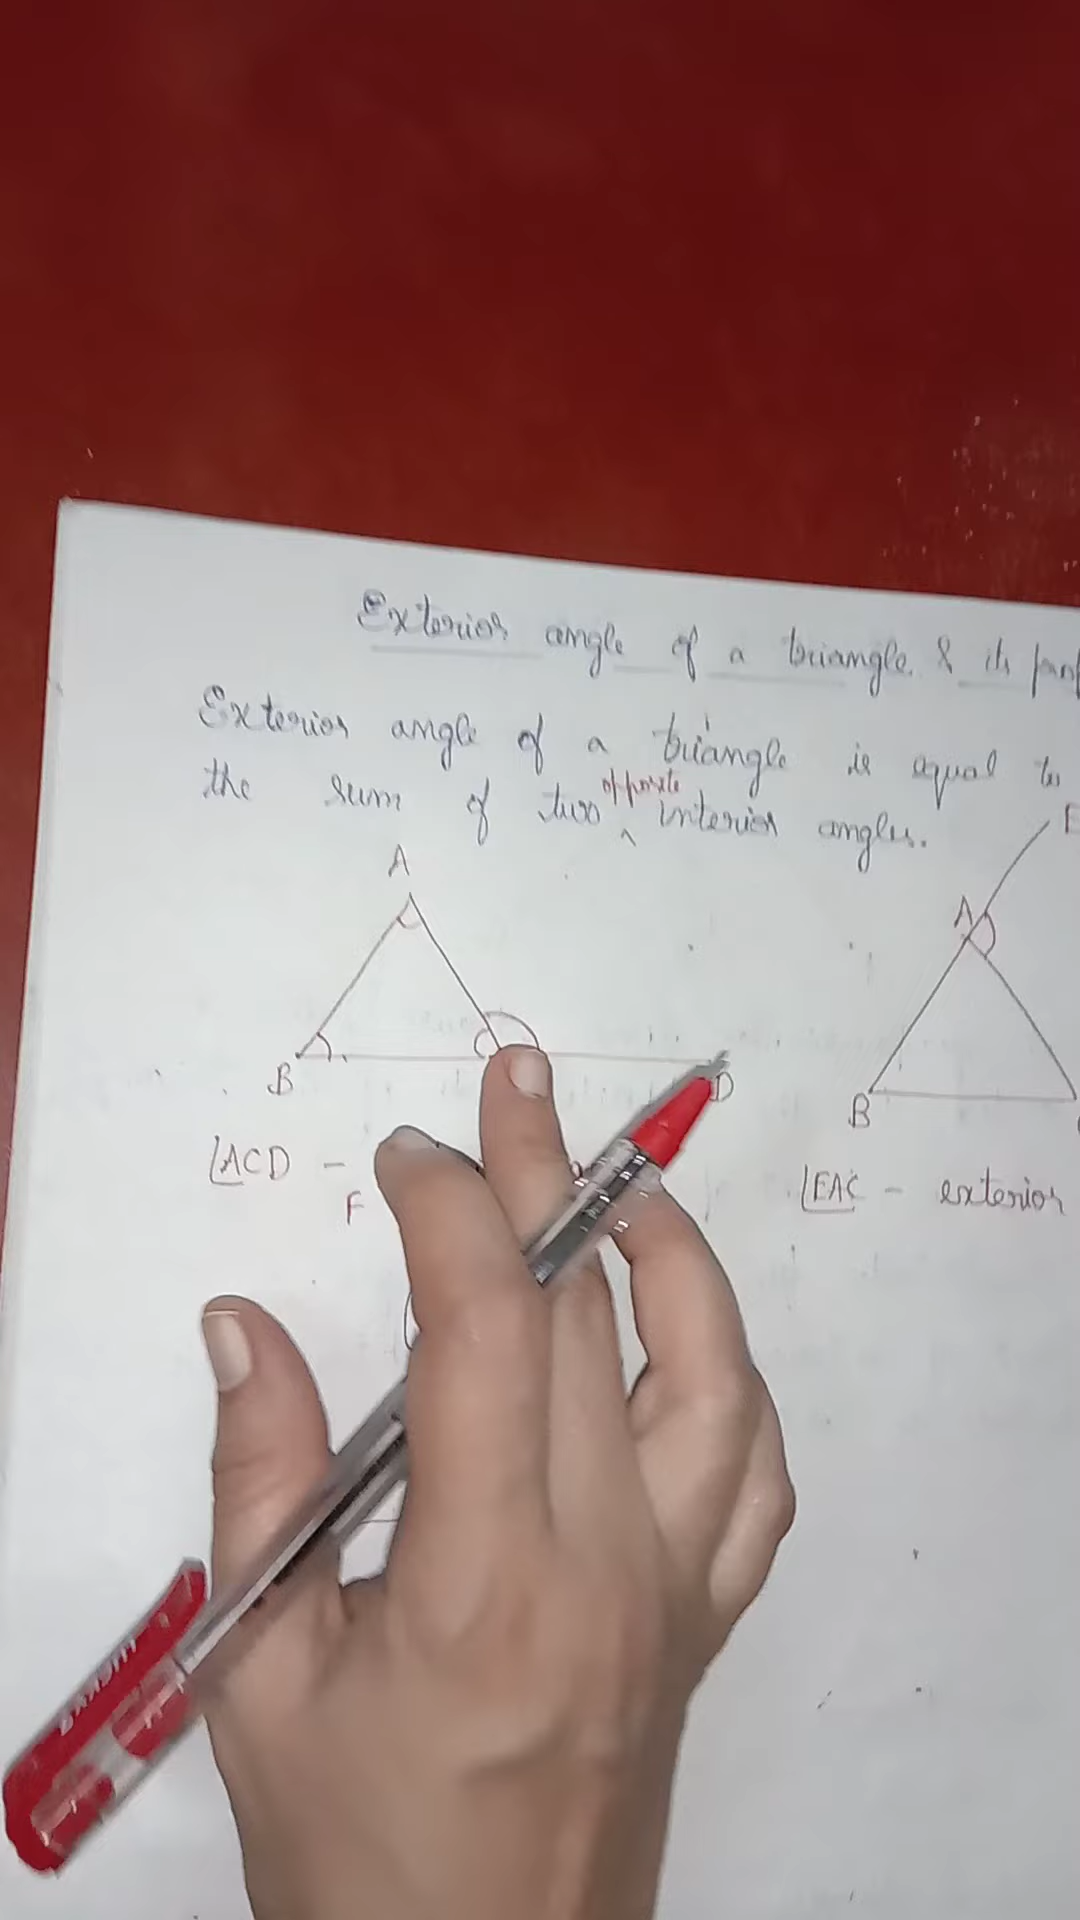 Exterior angle of a triangle & its
Exterior angle of a triangle is equal to
the sum of two opposite interior angles.
A
B
D
∠ACD –
F
E
A
B
∠EAC – exterior